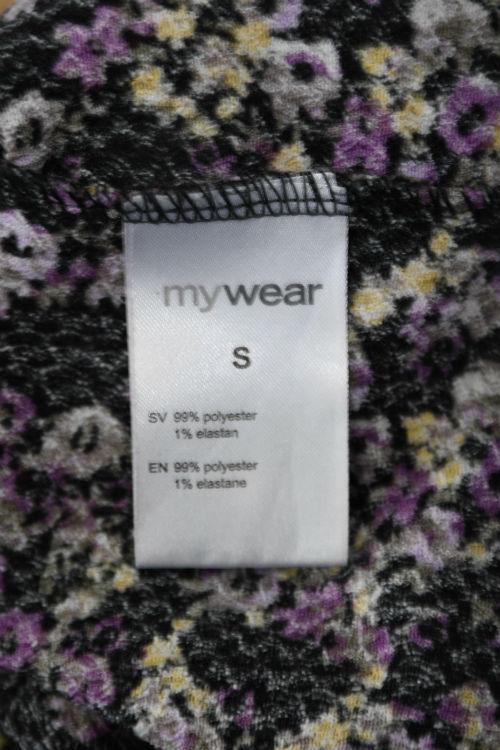 mywear
S
SV 99% polyester
1% elastan
EN 99% polyester
1% elastane